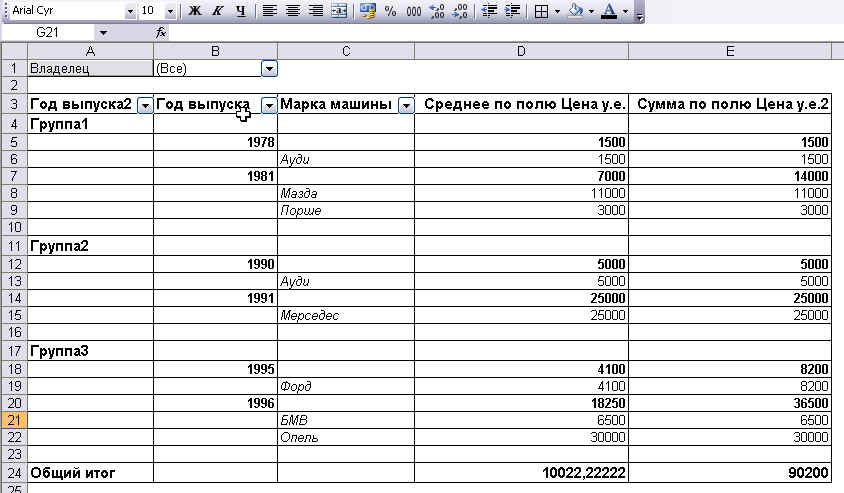 Arial Cyr 10 Ж К Ч % 000
G21 fx
A B C D E
1 Владелец (Все)
2
3 Год выпуска2 Год выпуска Марка машины Среднее по полю Цена у.е. Сумма по полю Цена у.е.2
4 Группа1
5 1978 1500 1500
6 Ауди 1500 1500
7 1981 7000 14000
8 Мазда 11000 11000
9 Порше 3000 3000
10
11 Группа2
12 1990 5000 5000
13 Ауди 5000 5000
14 1991 25000 25000
15 Мерседес 25000 25000
16
17 Группа3
18 1995 4100 8200
19 Форд 4100 8200
20 1996 18250 36500
21 БМВ 6500 6500
22 Опель 30000 30000
23
24 Общий итог 10022,22222 90200
25